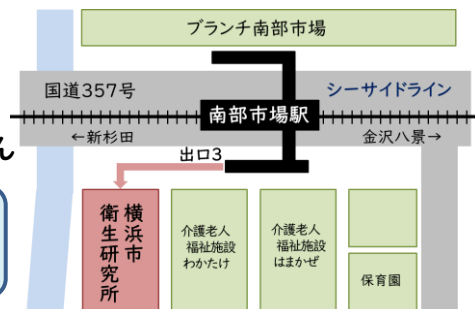 ブランチ南部市場
国道357号
シーサイドライン
南部市場駅
←新杉田
金沢八景→
ん
出口3
横浜市
衛生研究所
介護老人
福祉施設
わかたけ
介護老人
福祉施設
はまかぜ
保育園